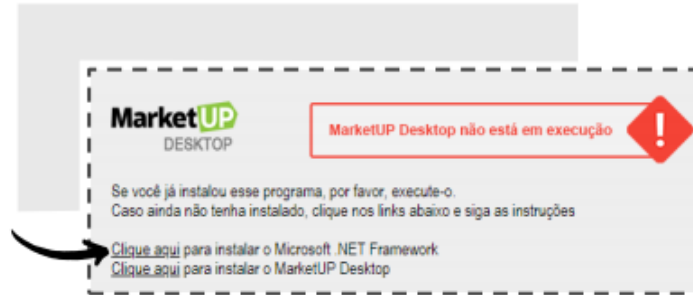 MarketUP
DESKTOP
MarketUP Desktop não está em execução
!
Se você já instalou esse programa, por favor, execute-o.
Caso ainda não tenha instalado, clique nos links abaixo e siga as instruções
Clique aqui para instalar o Microsoft .NET Framework
Clique aqui para instalar o MarketUP Desktop